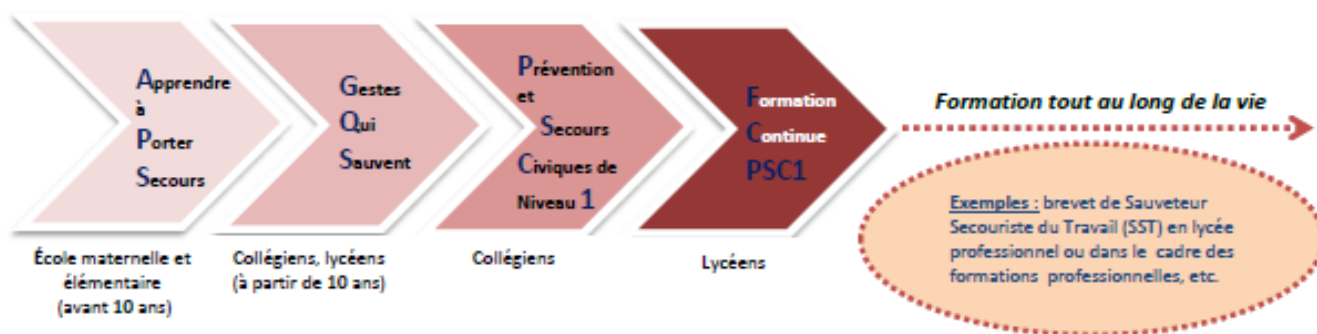 Apprendre
à
Porter
Secours
Gestes
Qui
Sauvent
Prévention
et
Secours
Civiques de
Niveau 1
Formation
Continue
PSC1
Formation tout au long de la vie
Exemples : brevet de Sauveteur
Secouriste du Travail (SST) en lycée
professionnel ou dans le cadre des
formations professionnelles, etc.
École maternelle et
élémentaire
(avant 10 ans)
Collégiens, lycéens
(à partir de 10 ans)
Collégiens
Lycéens